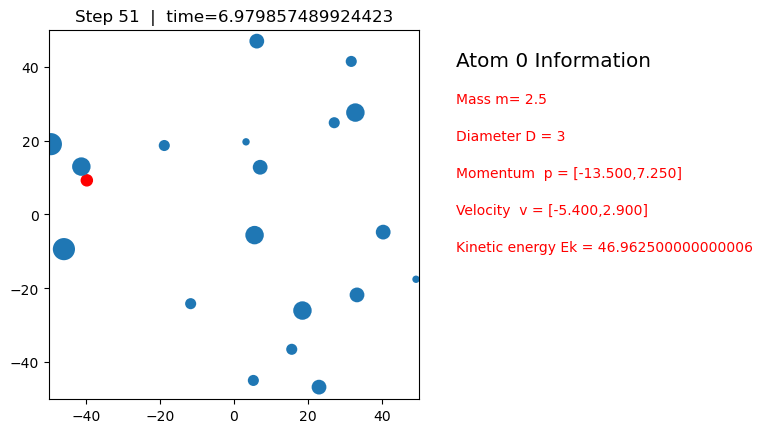 Step 51 | time=6.979857489924423
Atom 0 Information
Mass m= 2.5
Diameter D = 3
Momentum p = [-13.500,7.250]
Velocity v = [-5.400,2.900]
Kinetic energy Ek = 46.962500000000006
40
20
0
−20
−40
−40
−20
0
20
40